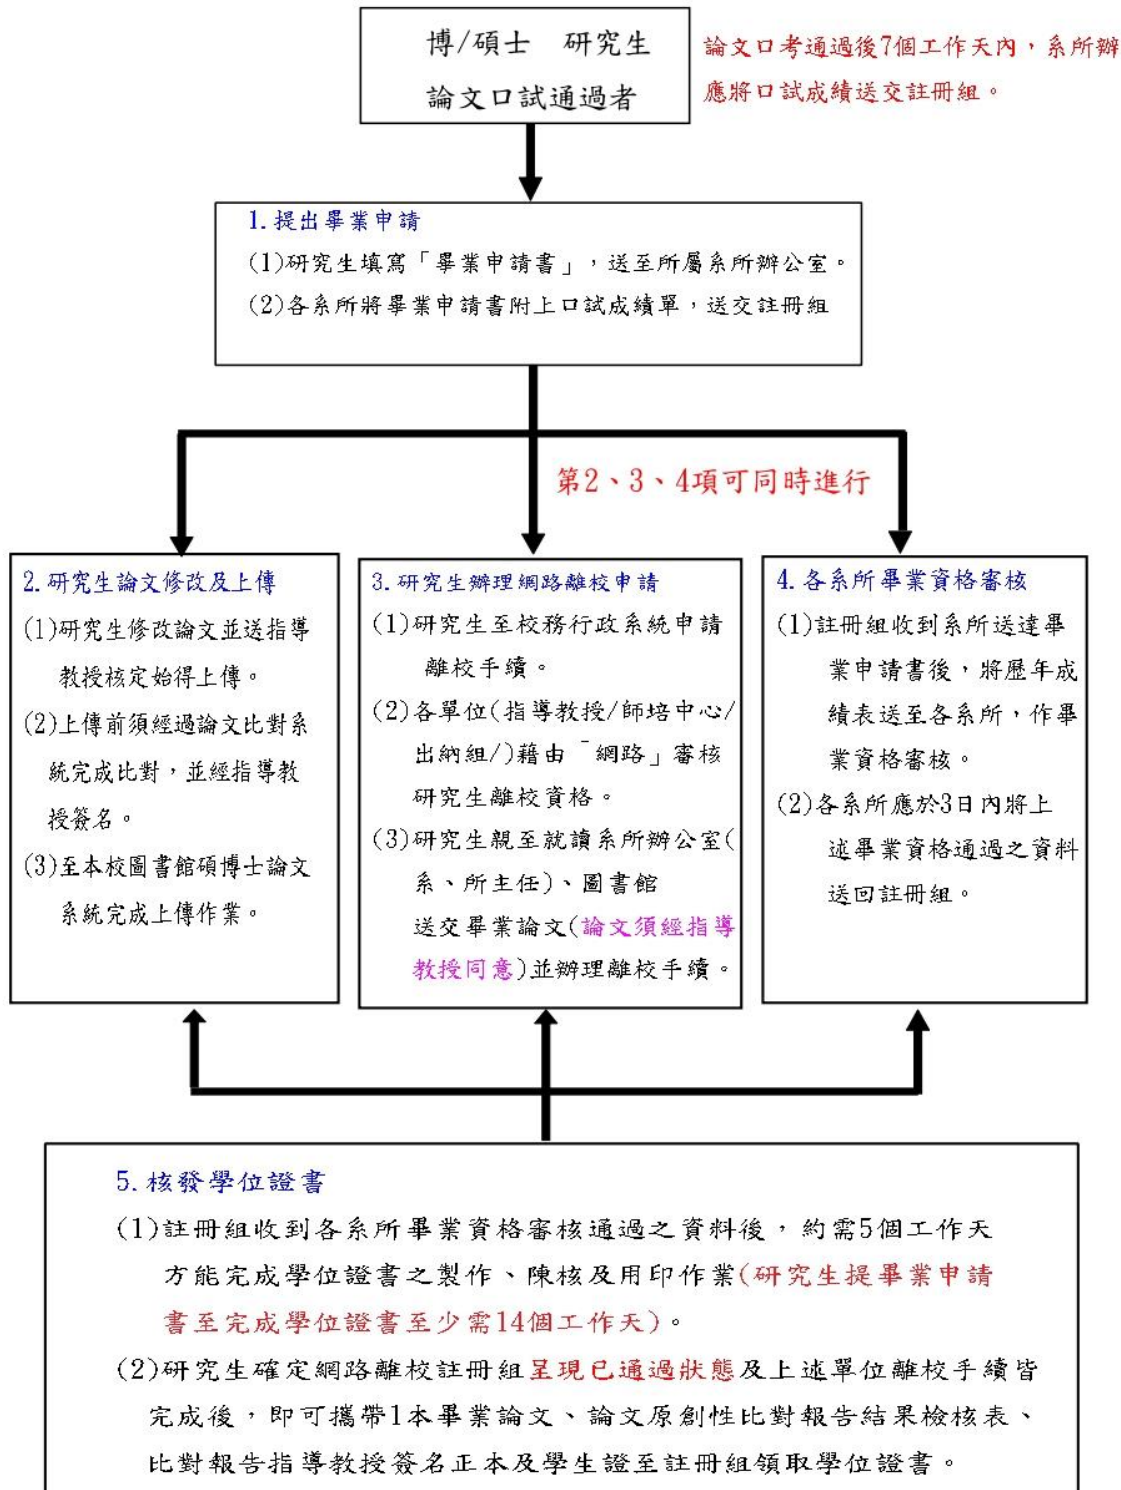 博/碩士　研究生
論文口試通過者
論文口考通過後7個工作天內，系所辦
應將口試成績送交註冊組。
1.提出畢業申請
(1)研究生填寫「畢業申請書」，送至所屬系所辦公室。
(2)各系所將畢業申請書附上口試成績單，送交註冊組
第2、3、4項可同時進行
2.研究生論文修改及上傳
(1)研究生修改論文並送指導
教授核定始得上傳。
(2)上傳前須經過論文比對系
統完成比對，並經指導教
授簽名。
(3)至本校圖書館碩博士論文
系統完成上傳作業。
3.研究生辦理網路離校申請
(1)研究生至校務行政系統申請
離校手續。
(2)各單位(指導教授/師培中心/
出納組/)藉由「網路」審核
研究生離校資格。
(3)研究生親至就讀系所辦公室(
系、所主任)、圖書館
送交畢業論文(論文須經指導
教授同意)並辦理離校手續。
4.各系所畢業資格審核
(1)註冊組收到系所送達畢
業申請書後，將歷年成
績表送至各系所，作畢
業資格審核。
(2)各系所應於3日內將上
述畢業資格通過之資料
送回註冊組。
5.核發學位證書
(1)註冊組收到各系所畢業資格審核通過之資料後，約需5個工作天
方能完成學位證書之製作、陳核及用印作業(研究生提畢業申請
書至完成學位證書至少需14個工作天)。
(2)研究生確定網路離校註冊組呈現已通過狀態及上述單位離校手續皆
完成後，即可攜帶1本畢業論文、論文原創性比對報告結果檢核表、
比對報告指導教授簽名正本及學生證至註冊組領取學位證書。